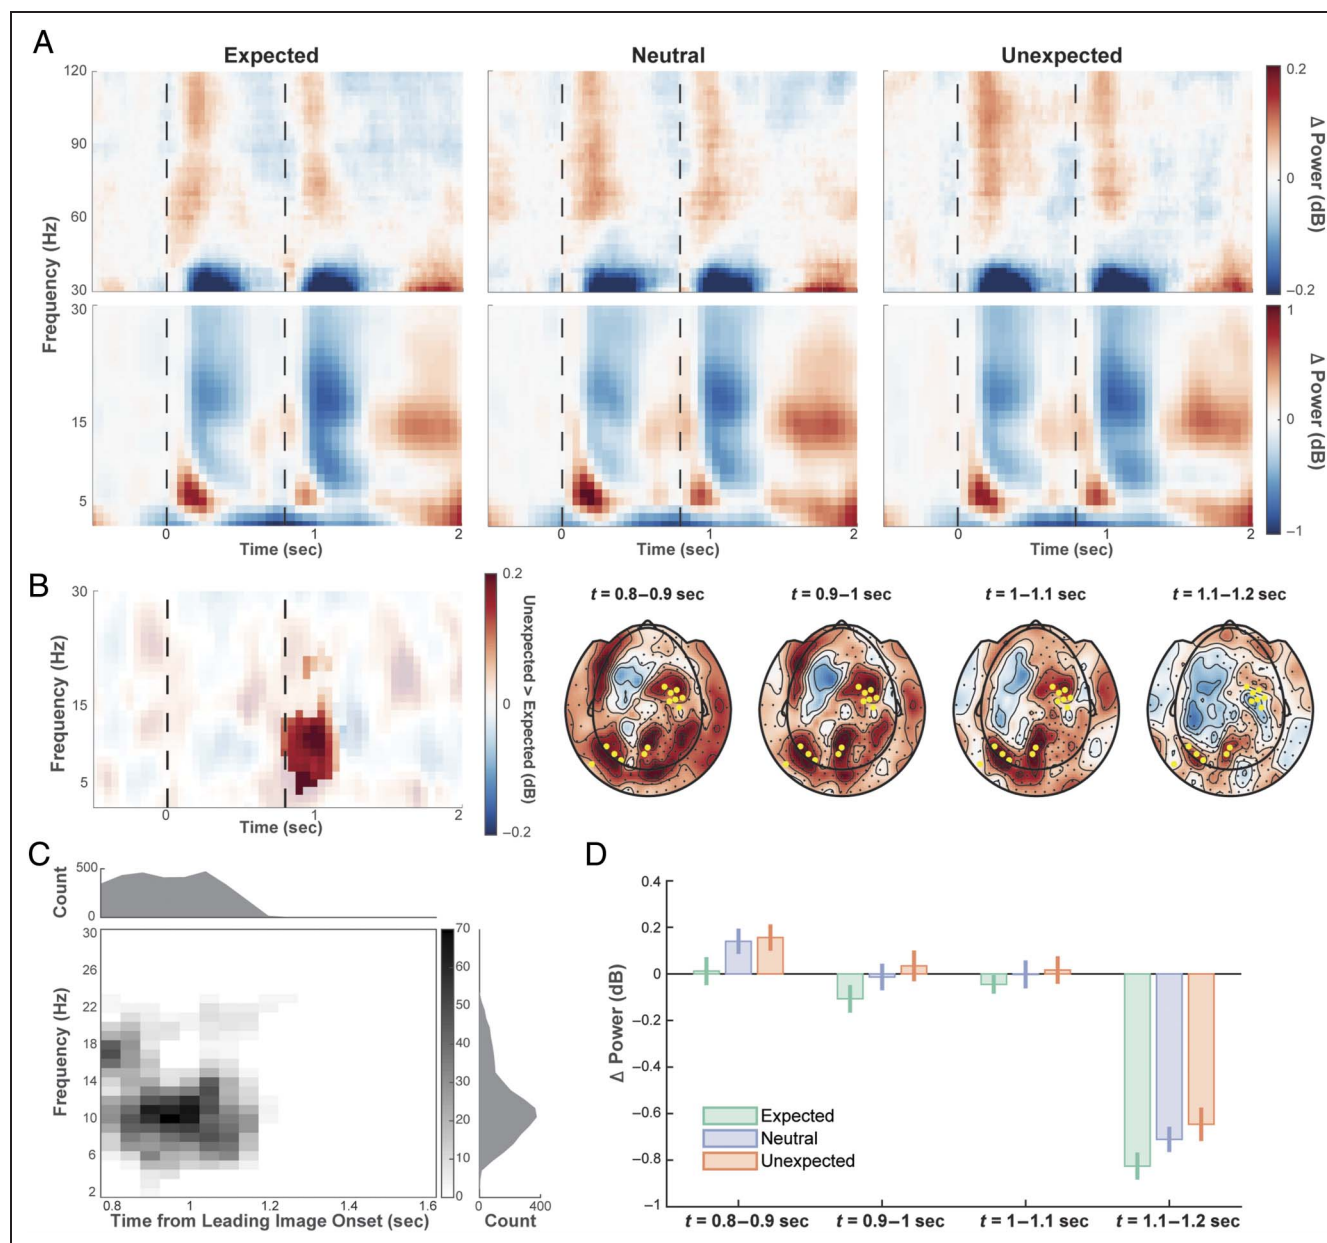 A
Expected
Neutral
Unexpected
120
90
60
30
0.2
0
−0.2
Δ Power (dB)
Frequency (Hz)
30
15
5
1
0
−1
Δ Power (dB)
0
1
2
0
1
2
0
1
2
Time (sec)
Time (sec)
Time (sec)
B
30
15
5
Frequency (Hz)
0
1
2
Time (sec)
0.2
0
−0.2
Unexpected > Expected (dB)
t = 0.8–0.9 sec
t = 0.9–1 sec
t = 1–1.1 sec
t = 1.1–1.2 sec
C
500
0
Count
30
26
22
18
14
10
6
2
Frequency (Hz)
0.8
1
1.2
1.4
1.6
Time from Leading Image Onset (sec)
70
60
50
40
30
20
10
0
0
400
Count
D
0.4
0.2
0
−0.2
−0.4
−0.6
−0.8
−1
Δ Power (dB)
Expected
Neutral
Unexpected
t = 0.8–0.9 sec
t = 0.9–1 sec
t = 1–1.1 sec
t = 1.1–1.2 sec